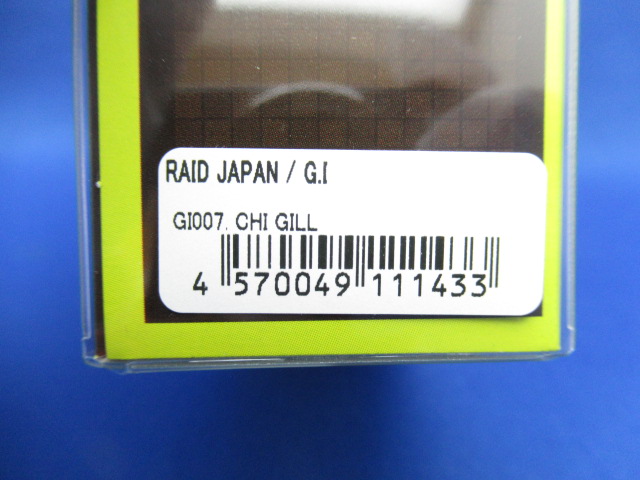 RAID JAPAN / G.I
GI007. CHI GILL
4 570049 111433